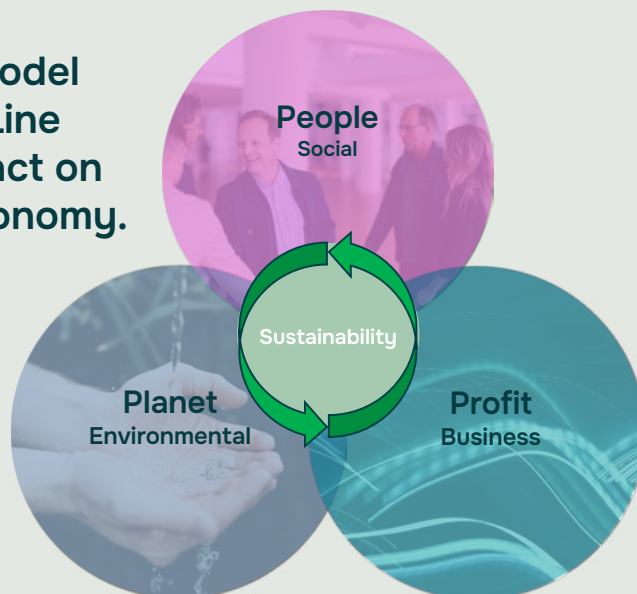 odel
Line
act on
onomy.
People
Social
Sustainability
Planet
Environmental
Profit
Business